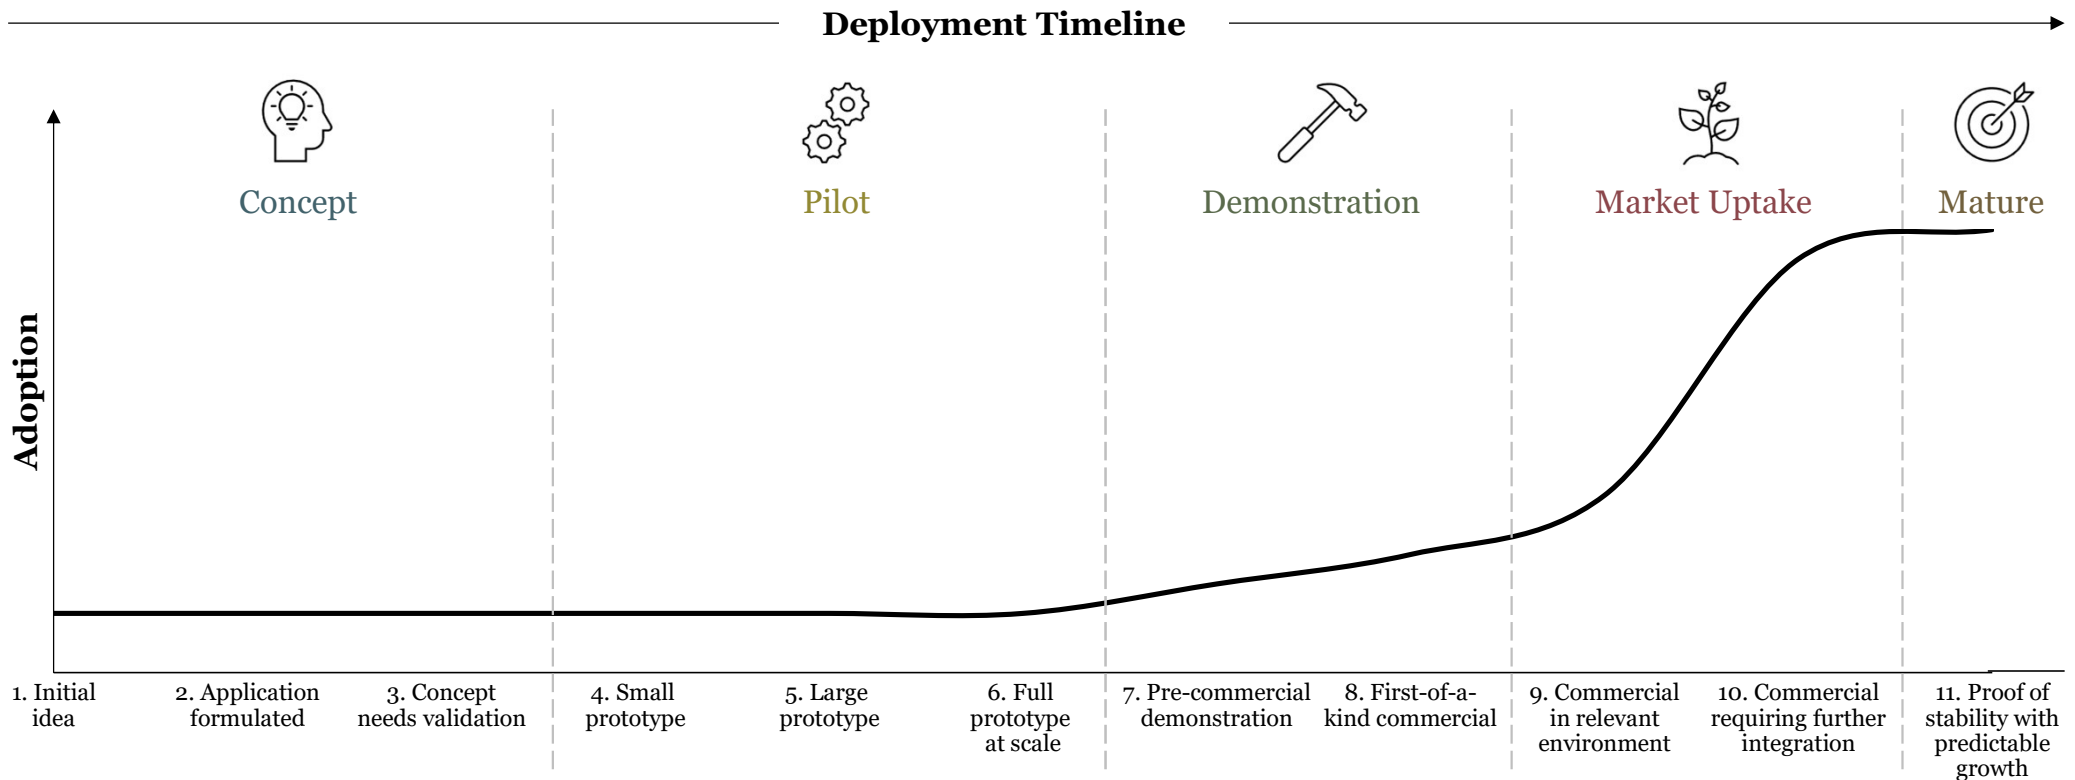 Deployment Timeline
Concept
Pilot
Demonstration
Market Uptake
Mature
Adoption
1. Initial
idea
2. Application
formulated
3. Concept
needs validation
4. Small
prototype
5. Large
prototype
6. Full
prototype
at scale
7. Pre-commercial
demonstration
8. First-of-a-
kind commercial
9. Commercial
in relevant
environment
10. Commercial
requiring further
integration
11. Proof of
stability with
predictable
growth